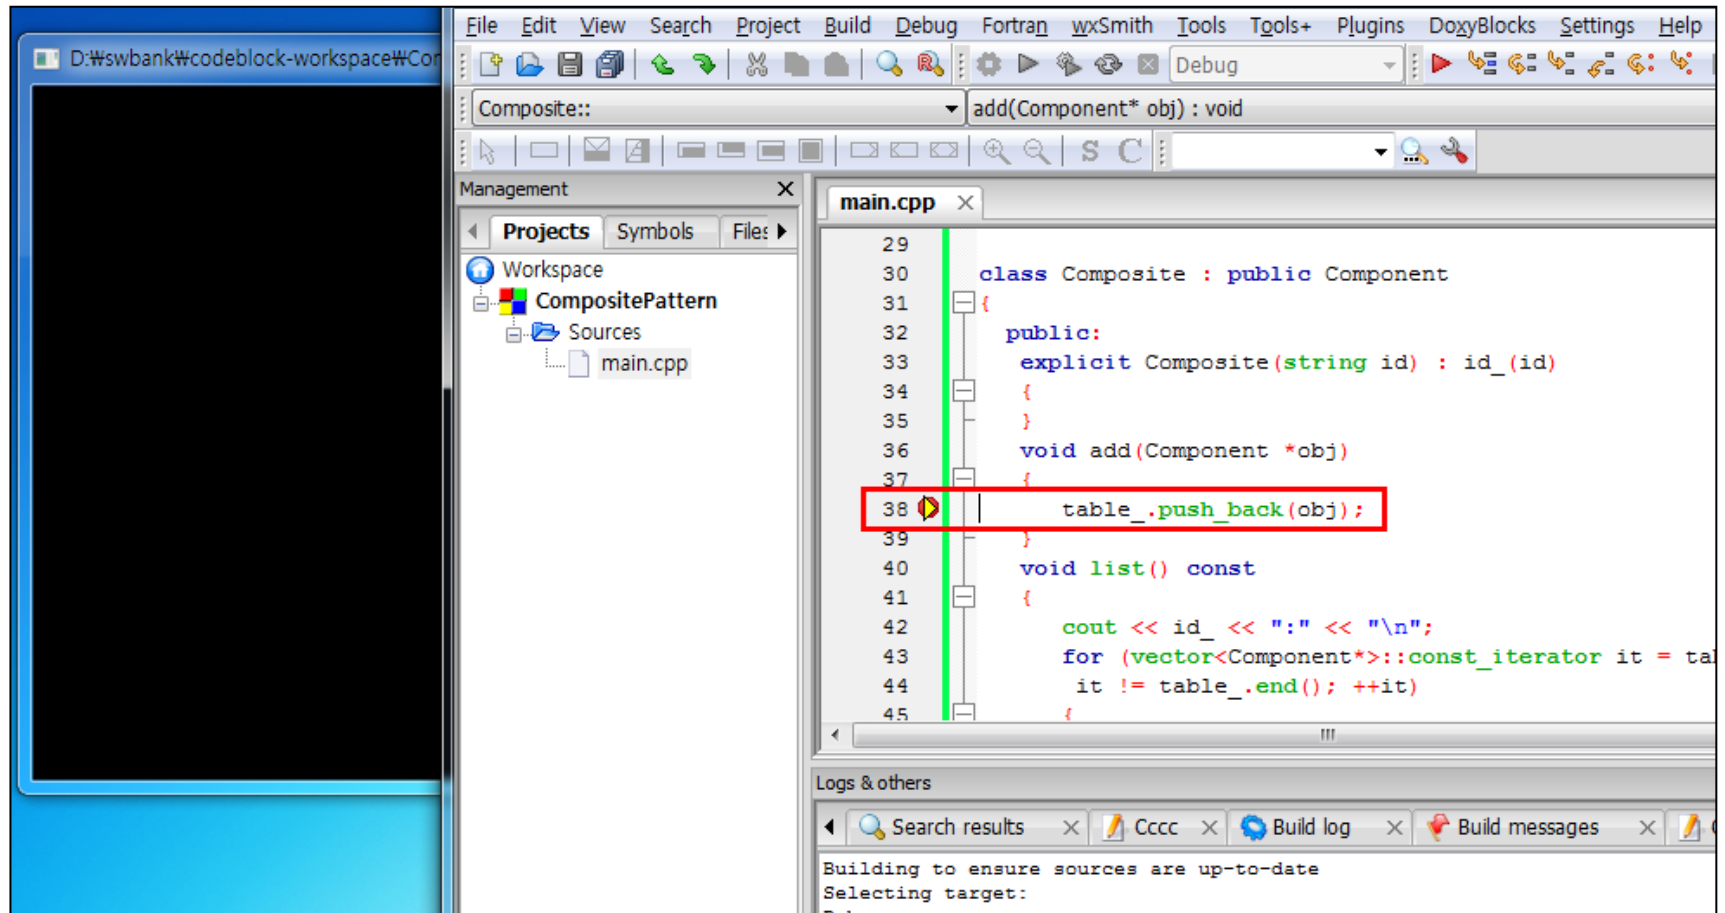 D:₩swbank₩codeblock-workspace₩Cor
File Edit View Search Project Build Debug Fortran wxSmith Tools Tools+ Plugins DoxyBlocks Settings Help
Debug
Composite::
add(Component* obj) : void
S C
Management
main.cpp
Projects Symbols Files
Workspace
CompositePattern
Sources
main.cpp
29
30 class Composite : public Component
31 {
32 public:
33 explicit Composite(string id) : id_(id)
34 {
35 }
36 void add(Component *obj)
37 {
38 table_.push_back(obj);
39 }
40 void list() const
41 {
42 cout << id_ << ":" << "\n";
43 for (vector<Component*>::const_iterator it = tal
44 it != table_.end(); ++it)
45 {
Logs & others
Search results Cccc Build log Build messages
Building to ensure sources are up-to-date
Selecting target: